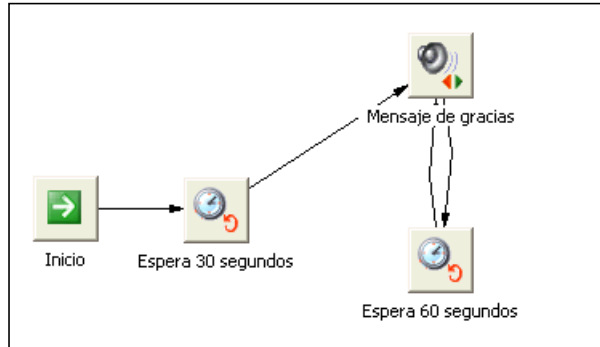 Mensaje de gracias
Inicio
Espera 30 segundos
Espera 60 segundos